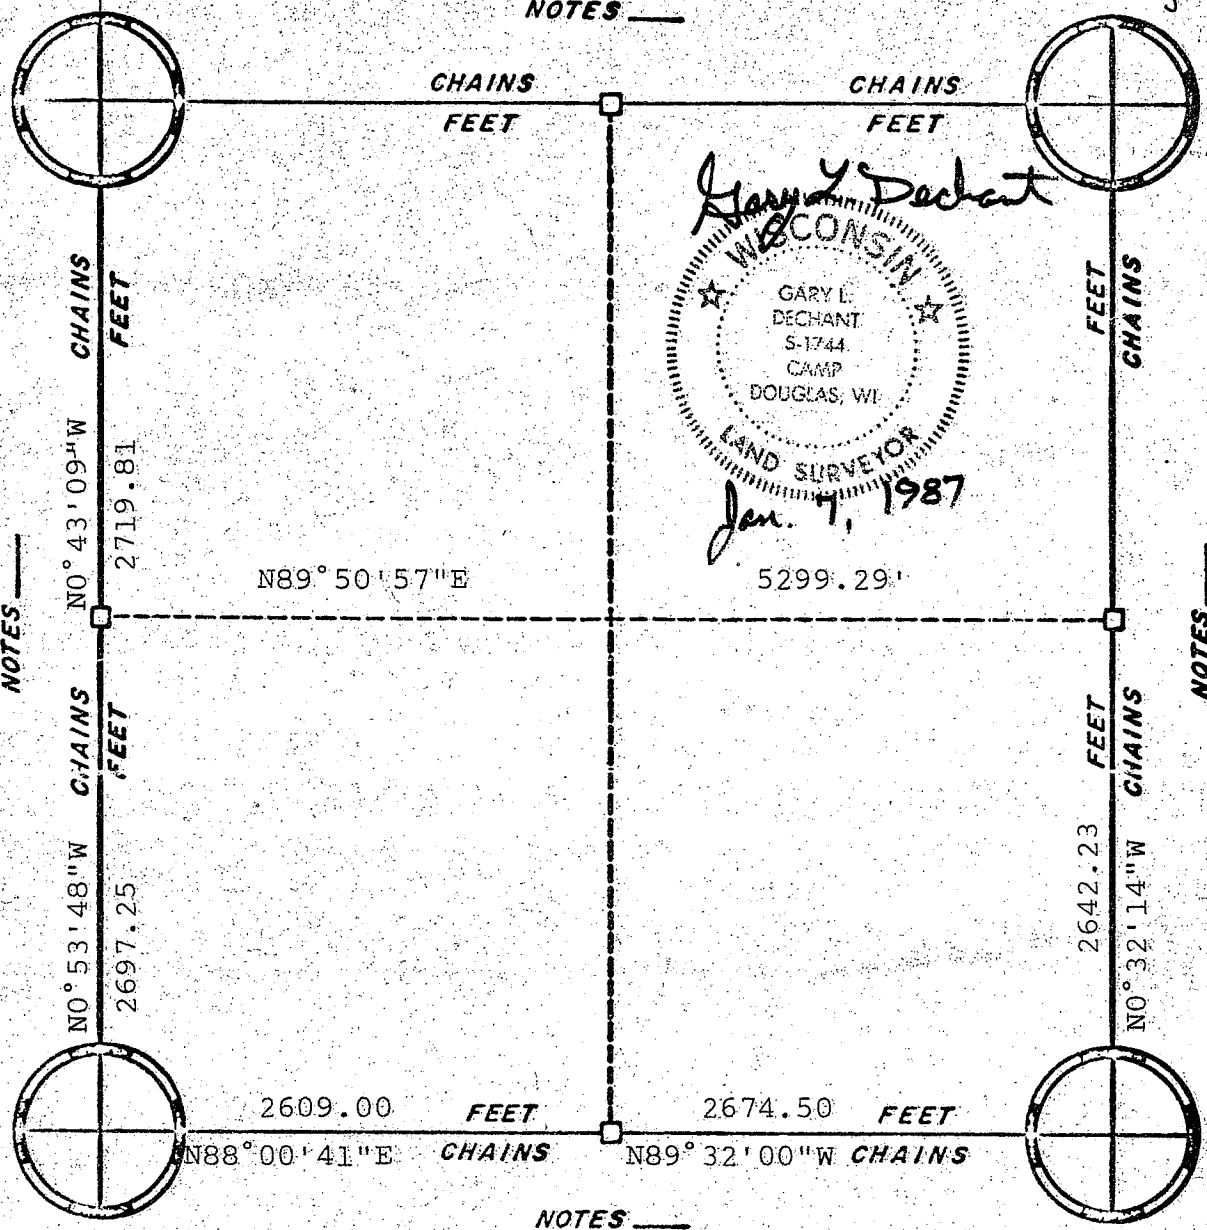 NOTES
CHAINS
FEET
CHAINS
FEET
Gary L Dechant
WISCONSIN
GARY L.
DECHANT
S-1744
CAMP
DOUGLAS, WI
LAND SURVEYOR
Jan. 7, 1987
CHAINS
FEET
FEET
CHAINS
N0°43'09"W
2719.81
N89°50'57"E
5299.29'
NOTES
NOTES
CHAINS
FEET
FEET
CHAINS
N0°53'48"W
2697.25
2642.23
N0°32'14"W
2609.00 FEET
N88°00'41"E CHAINS
2674.50 FEET
N89°32'00"W CHAINS
NOTES